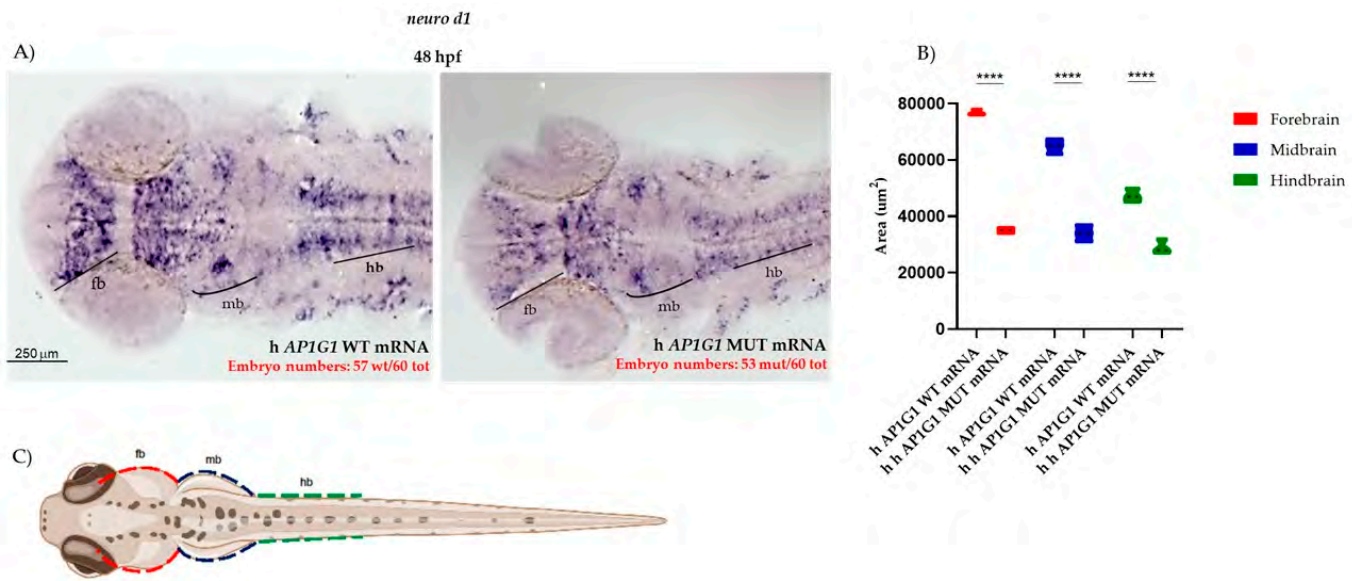 neuro d1
48 hpf
A)
fb
mb
hb
250 µm
h AP1G1 WT mRNA
Embryo numbers: 57 wt/60 tot
fb
mb
hb
h AP1G1 MUT mRNA
Embryo numbers: 53 mut/60 tot
B)
**** **** ****
80000
60000
40000
20000
0
Area (um²)
h AP1G1 WT mRNA
h h AP1G1 MUT mRNA
h AP1G1 WT mRNA
h h AP1G1 MUT mRNA
h AP1G1 WT mRNA
h h AP1G1 MUT mRNA
Forebrain
Midbrain
Hindbrain
C)
fb
mb
hb